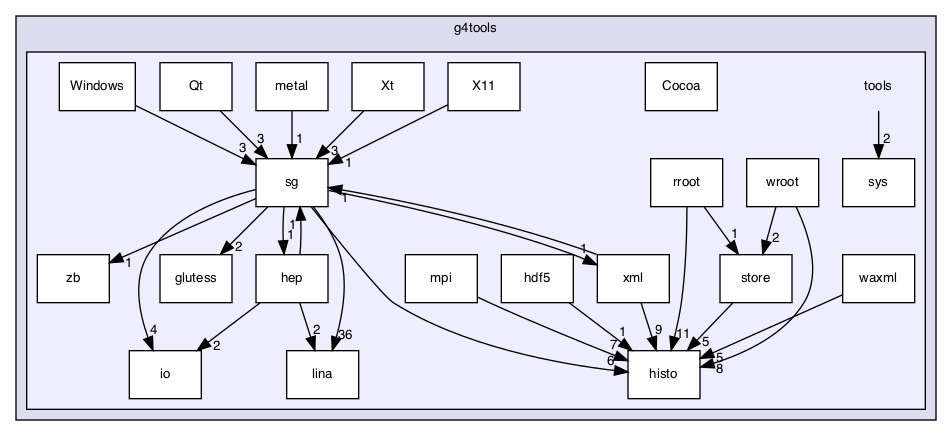 g4tools
Windows
Qt
metal
Xt
X11
Cocoa
tools
3
3
1
3
1
2
sg
rroot
wroot
sys
1
1
2
1
1
1
1
2
zb
glutess
hep
mpi
hdf5
xml
store
waxml
4
2
2
36
6
7
1
9
11
5
5
8
io
lina
histo